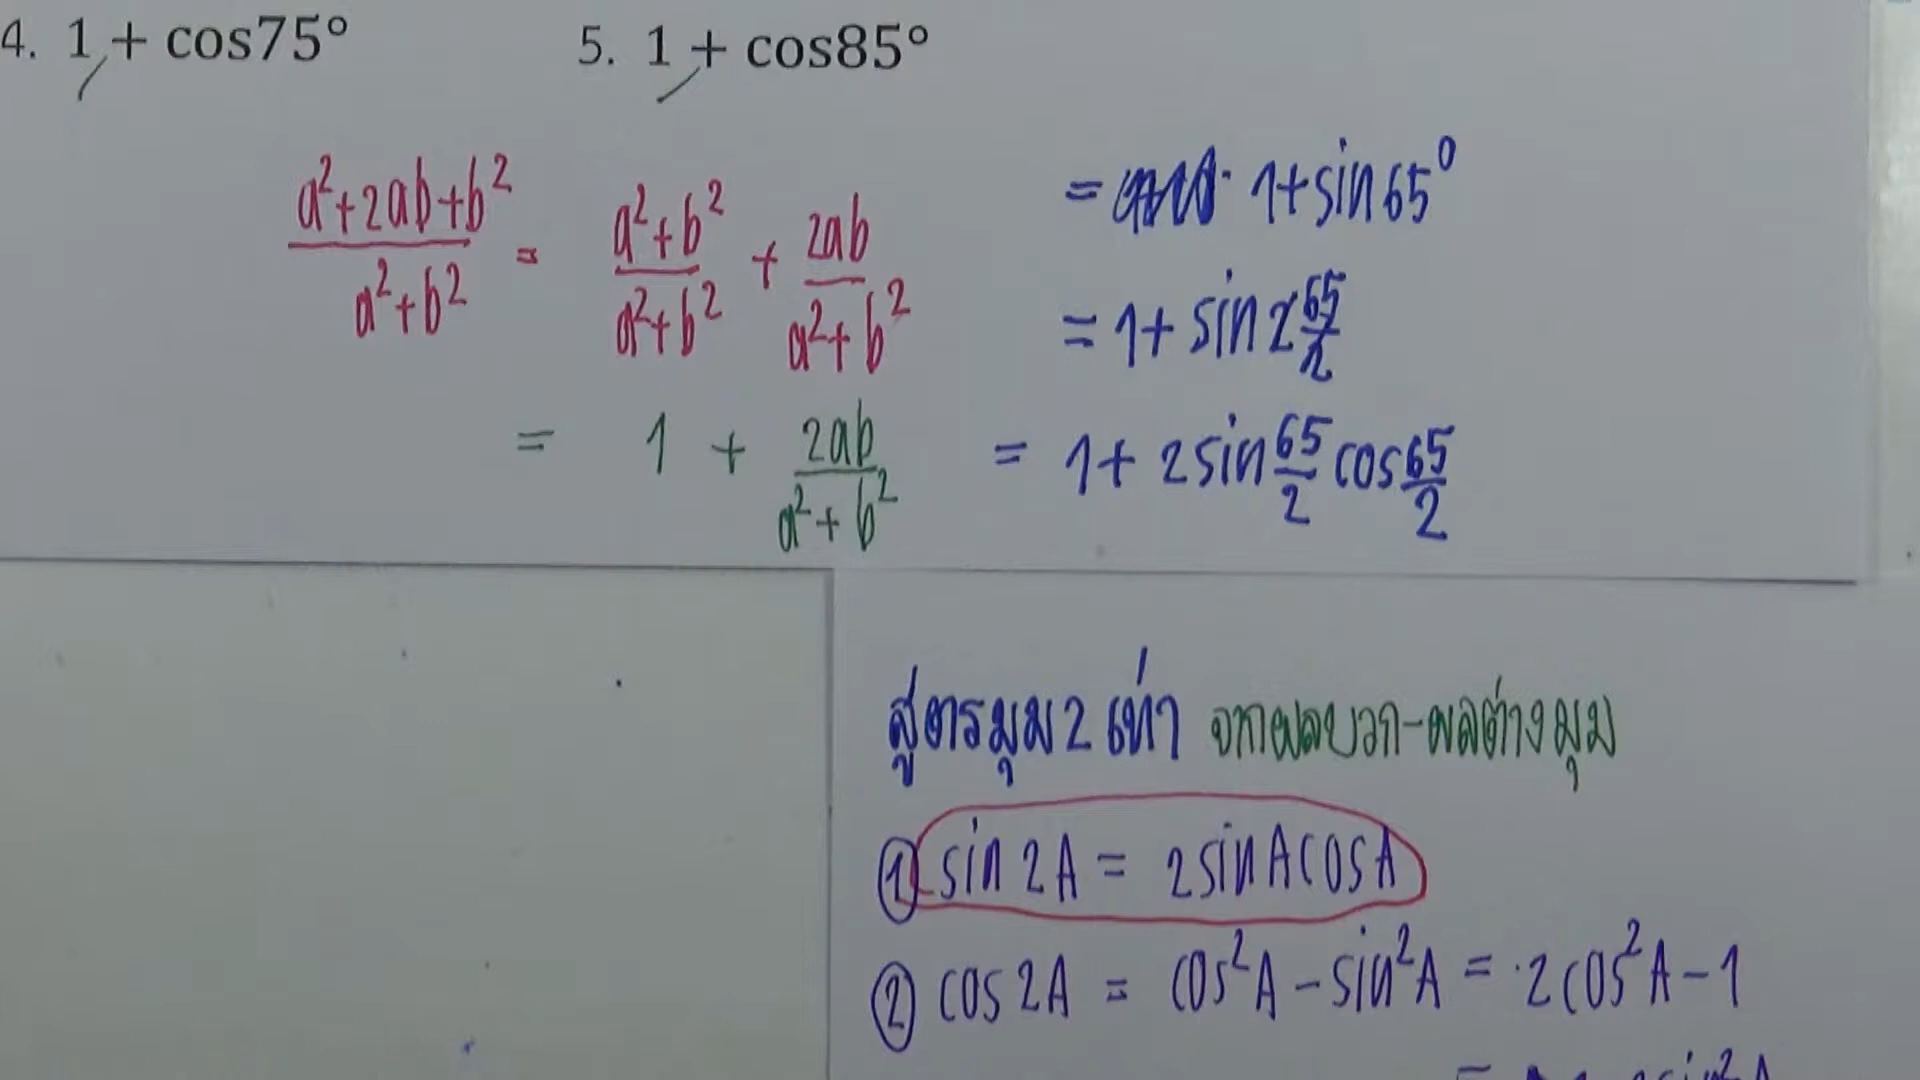 4. 1 + cos75° 5. 1 + cos85°
(a²+2ab+b²)/(a²+b²) = (a²+b²)/(a²+b²) + 2ab/(a²+b²)
= 1 + 2ab/(a²+b²)
= 1+sin65°
= 1+ sin2 65/2
= 1+ 2sin 65/2 cos 65/2
สูตรมุม2เท่า จากผลบวก-ผลต่างมุม
① sin 2A = 2sinAcosA
② cos 2A = cos²A – sin²A = 2cos²A – 1